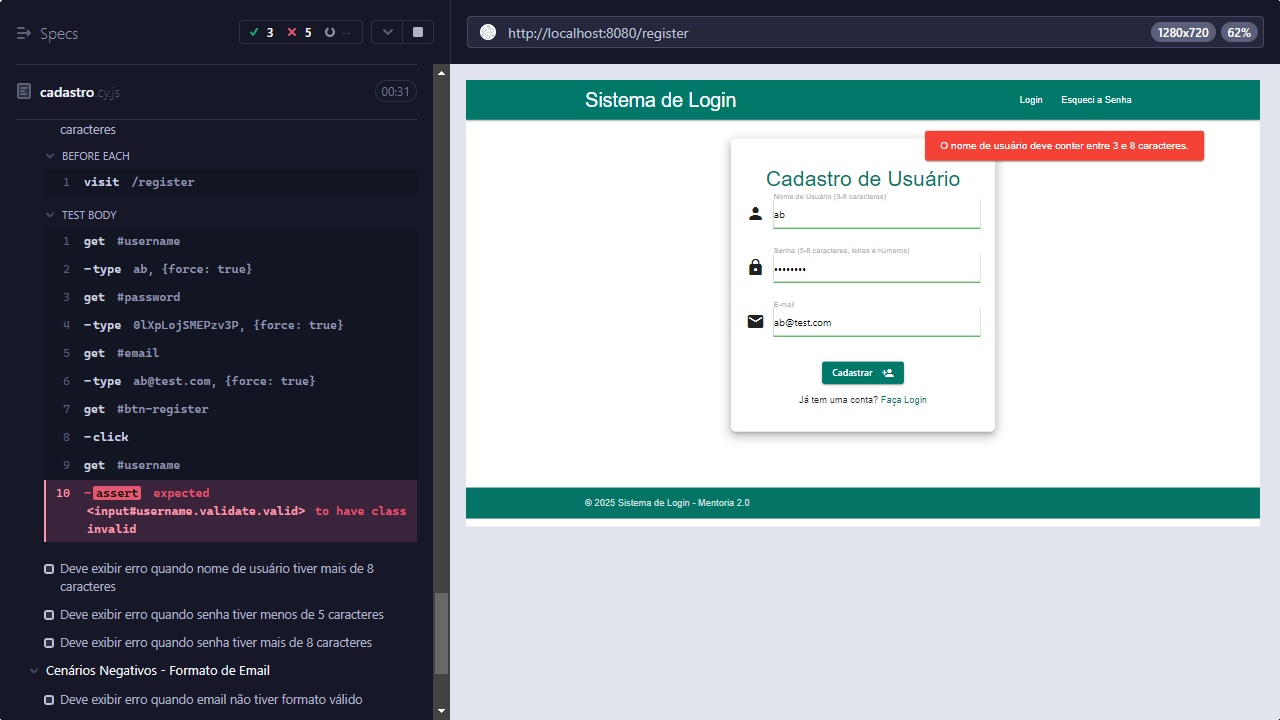 Specs
3 5 --
http://localhost:8080/register
1280x720 62%
cadastro.cy.js 00:31
caracteres
BEFORE EACH
1 visit /register
TEST BODY
1 get #username
2 -type ab, {force: true}
3 get #password
4 -type 0lXpLojSMEPzv3P, {force: true}
5 get #email
6 -type ab@test.com, {force: true}
7 get #btn-register
8 -click
9 get #username
10 -assert expected
<input#username.validate.valid> to have class
invalid
Deve exibir erro quando nome de usuário tiver mais de 8
caracteres
Deve exibir erro quando senha tiver menos de 5 caracteres
Deve exibir erro quando senha tiver mais de 8 caracteres
Cenários Negativos - Formato de Email
Deve exibir erro quando email não tiver formato válido
Sistema de Login
Login Esqueci a Senha
O nome de usuário deve conter entre 3 e 8 caracteres.
Cadastro de Usuário
Nome de Usuário (3-8 caracteres)
ab
Senha (5-8 caracteres, letras e números)
••••••••
E-mail
ab@test.com
Cadastrar
Já tem uma conta? Faça Login
© 2025 Sistema de Login - Mentoria 2.0